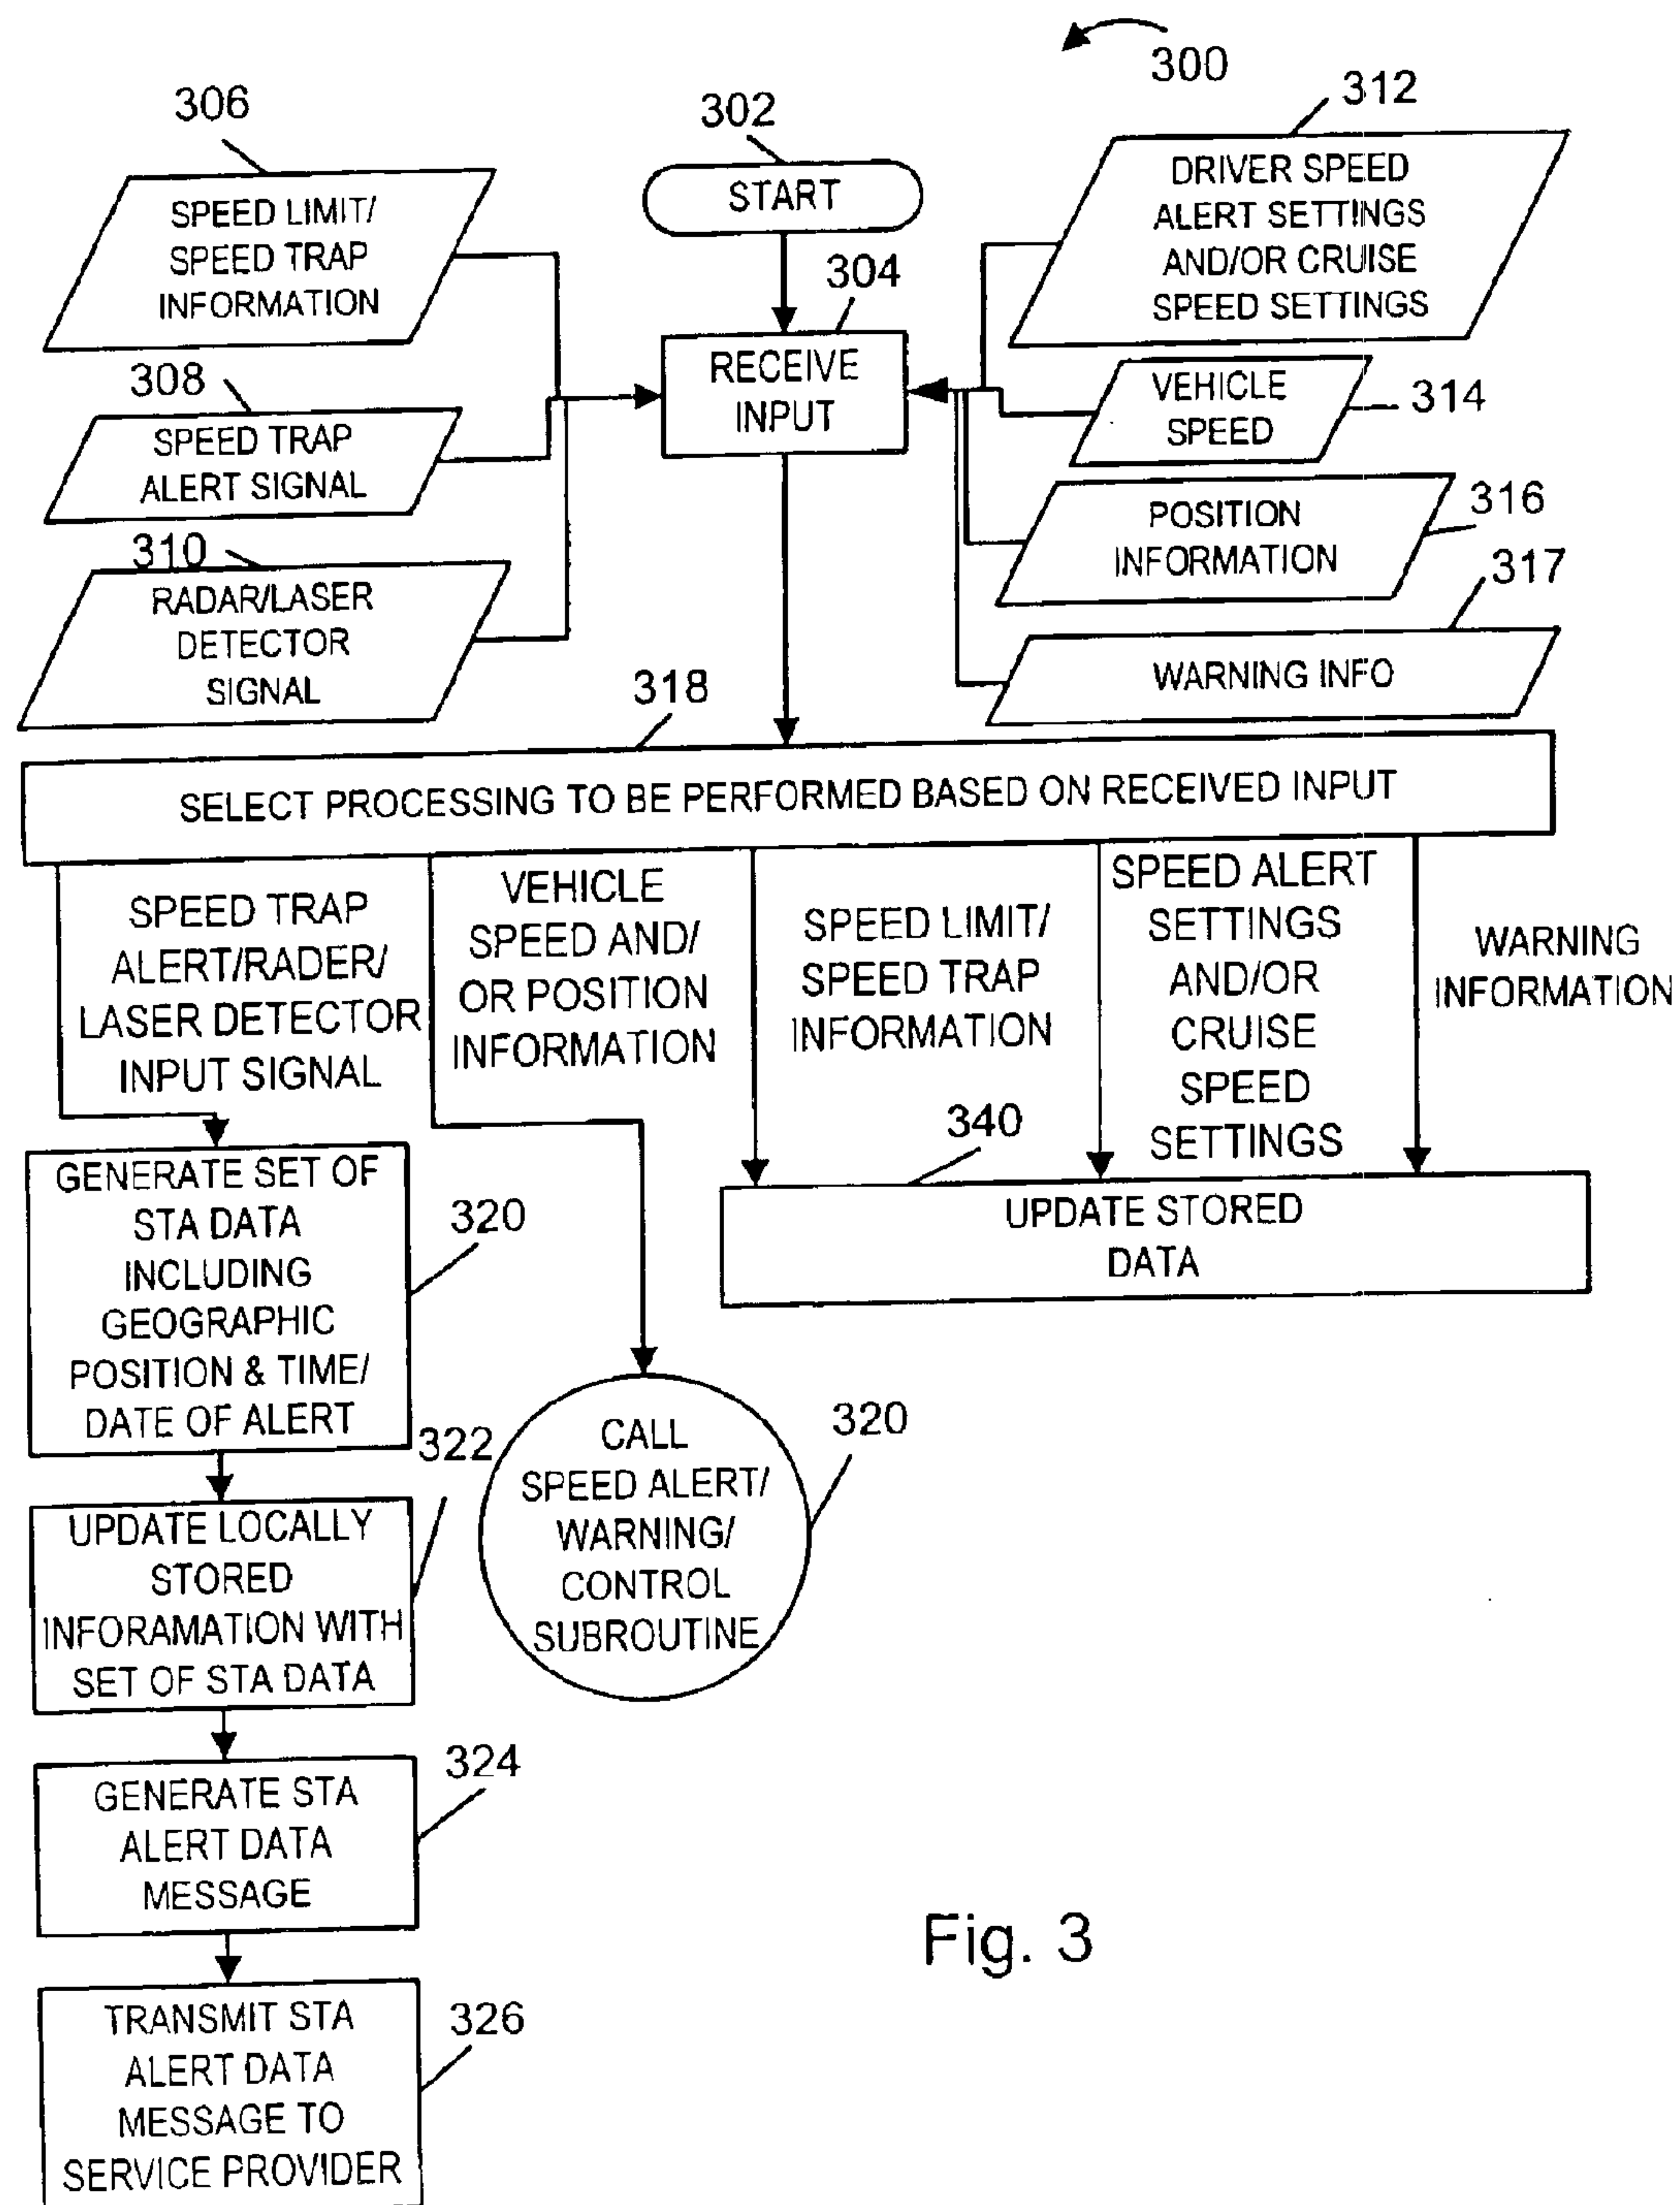 300
306
302
312
SPEED LIMIT/
SPEED TRAP
INFORMATION
START
DRIVER SPEED
ALERT SETTINGS
AND/OR CRUISE
SPEED SETTINGS
304
308
RECEIVE
INPUT
VEHICLE
SPEED
314
SPEED TRAP
ALERT SIGNAL
POSITION
INFORMATION
316
310
RADAR/LASER
DETECTOR
SIGNAL
317
WARNING INFO
318
SELECT PROCESSING TO BE PERFORMED BASED ON RECEIVED INPUT
SPEED TRAP
ALERT/RADER/
LASER DETECTOR
INPUT SIGNAL
VEHICLE
SPEED AND/
OR POSITION
INFORMATION
SPEED LIMIT/
SPEED TRAP
INFORMATION
SPEED ALERT
SETTINGS
AND/OR
CRUISE
SPEED
SETTINGS
WARNING
INFORMATION
340
GENERATE SET OF
STA DATA
INCLUDING
GEOGRAPHIC
POSITION & TIME/
DATE OF ALERT
320
UPDATE STORED
DATA
322
CALL
SPEED ALERT/
WARNING/
CONTROL
SUBROUTINE
320
UPDATE LOCALLY
STORED
INFORAMATION WITH
SET OF STA DATA
324
GENERATE STA
ALERT DATA
MESSAGE
Fig. 3
326
TRANSMIT STA
ALERT DATA
MESSAGE TO
SERVICE PROVIDER